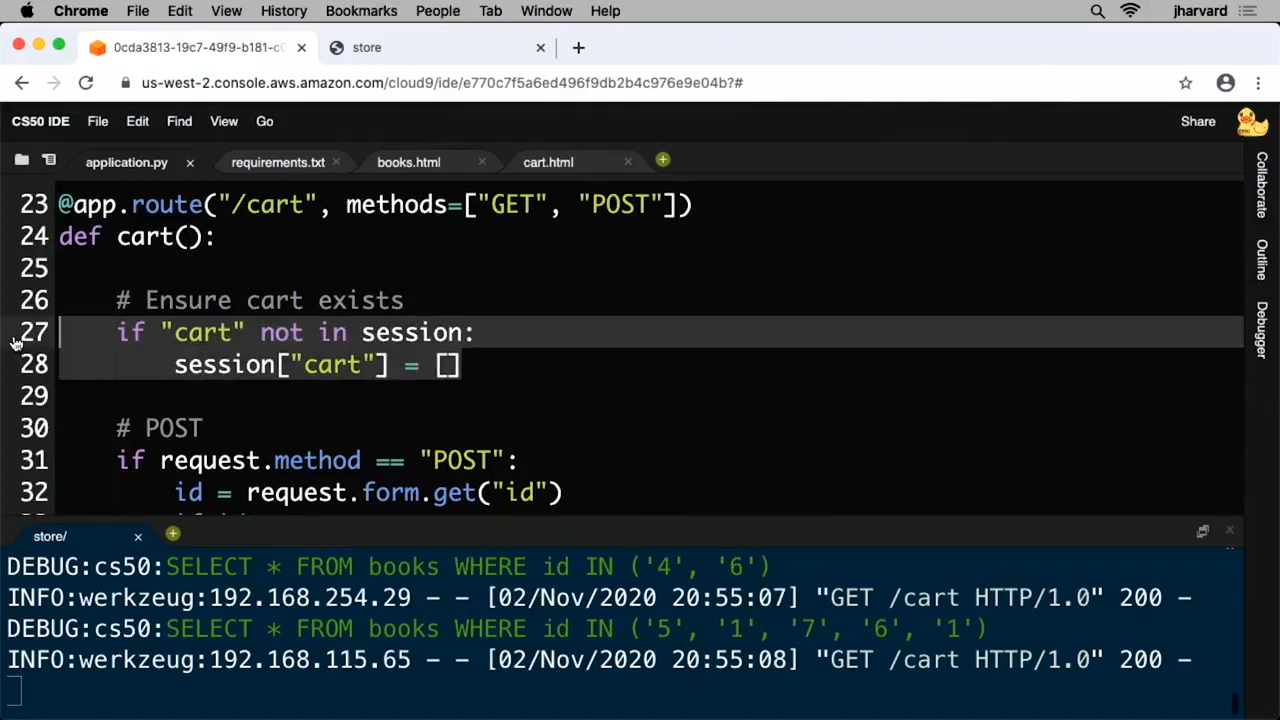 Chrome File Edit View History Bookmarks People Tab Window Help jharvard
0cda3813-19c7-49f9-b181-c store
us-west-2.console.aws.amazon.com/cloud9/ide/e770c7f5a6ed496f9db2b4c976e9e04b?#
CS50 IDE File Edit Find View Go Share
application.py requirements.txt books.html cart.html
23 @app.route("/cart", methods=["GET", "POST"])
24 def cart():
25
26 # Ensure cart exists
27 if "cart" not in session:
28 session["cart"] = []
29
30 # POST
31 if request.method == "POST":
32 id = request.form.get("id")
Collaborate
Outline
Debugger
store/
DEBUG:cs50:SELECT * FROM books WHERE id IN ('4', '6')
INFO:werkzeug:192.168.254.29 - - [02/Nov/2020 20:55:07] "GET /cart HTTP/1.0" 200 -
DEBUG:cs50:SELECT * FROM books WHERE id IN ('5', '1', '7', '6', '1')
INFO:werkzeug:192.168.115.65 - - [02/Nov/2020 20:55:08] "GET /cart HTTP/1.0" 200 -